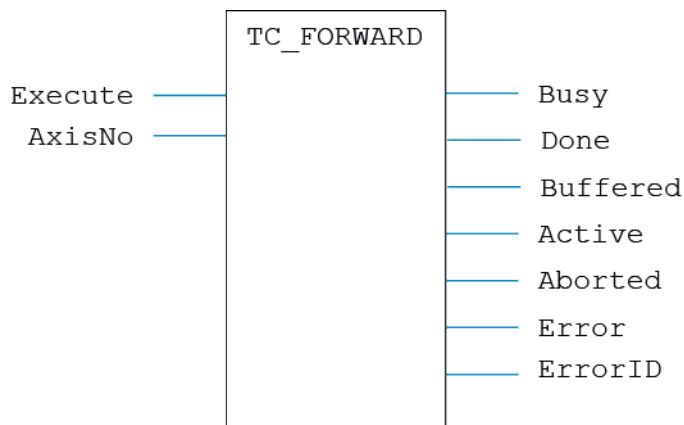 TC_FORWARD
Execute
AxisNo
Busy
Done
Buffered
Active
Aborted
Error
ErrorID